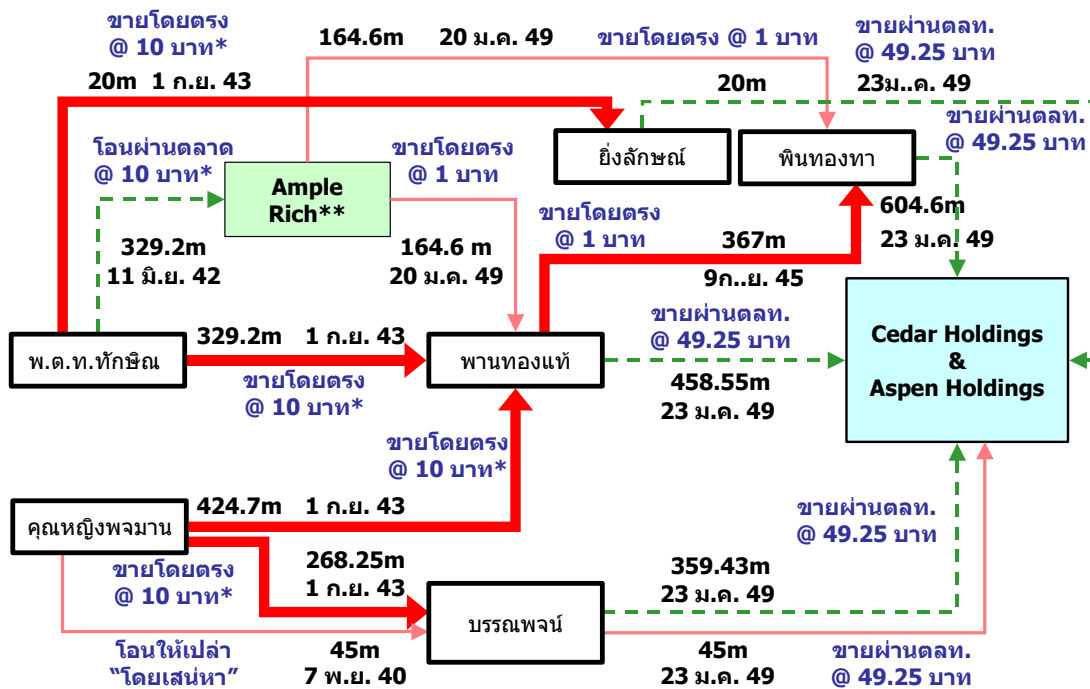 ขายโดยตรง
@ 10 บาท*
20m 1 ก.ย. 43
164.6m 20 ม.ค. 49
ขายโดยตรง @ 1 บาท
ขายผ่านตลท.
@ 49.25 บาท
20m 23ม..ค. 49
โอนผ่านตลาด
@ 10 บาท*
Ample
Rich**
ขายโดยตรง
@ 1 บาท
ยิ่งลักษณ์
พินทองทา
ขายผ่านตลท.
@ 49.25 บาท
329.2m
11 มิ.ย. 42
164.6 m
20 ม.ค. 49
ขายโดยตรง
@ 1 บาท
367m
9ก..ย. 45
604.6m
23 ม.ค. 49
พ.ต.ท.ทักษิณ
329.2m 1 ก.ย. 43
ขายโดยตรง
@ 10 บาท*
พานทองแท้
ขายผ่านตลท.
@ 49.25 บาท
458.55m
23 ม.ค. 49
Cedar Holdings
&
Aspen Holdings
ขายโดยตรง
@ 10 บาท*
คุณหญิงพจมาน
424.7m 1 ก.ย. 43
ขายโดยตรง
@ 10 บาท*
268.25m
1 ก.ย. 43
บรรณพจน์
359.43m
23 ม.ค. 49
ขายผ่านตลท.
@ 49.25 บาท
โอนให้เปล่า
“โดยเสน่หา”
45m
7 พ.ย. 40
45m
23 ม.ค. 49
ขายผ่านตลท.
@ 49.25 บาท